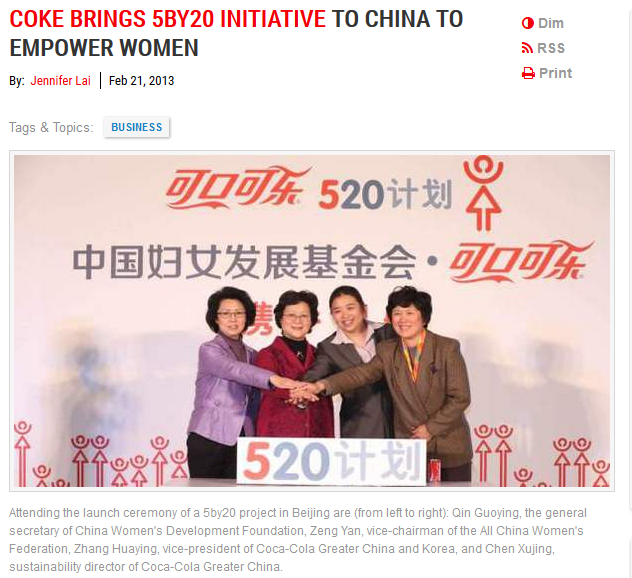 COKE BRINGS 5BY20 INITIATIVE TO CHINA TO
EMPOWER WOMEN
By: Jennifer Lai | Feb 21, 2013
Dim
RSS
Print
Tags & Topics: BUSINESS
可口可乐 520计划
中国妇女发展基金会·可口可乐
携
520计划
Attending the launch ceremony of a 5by20 project in Beijing are (from left to right): Qin Guoying, the general
secretary of China Women's Development Foundation, Zeng Yan, vice-chairman of the All China Women's
Federation, Zhang Huaying, vice-president of Coca-Cola Greater China and Korea, and Chen Xujing,
sustainability director of Coca-Cola Greater China.